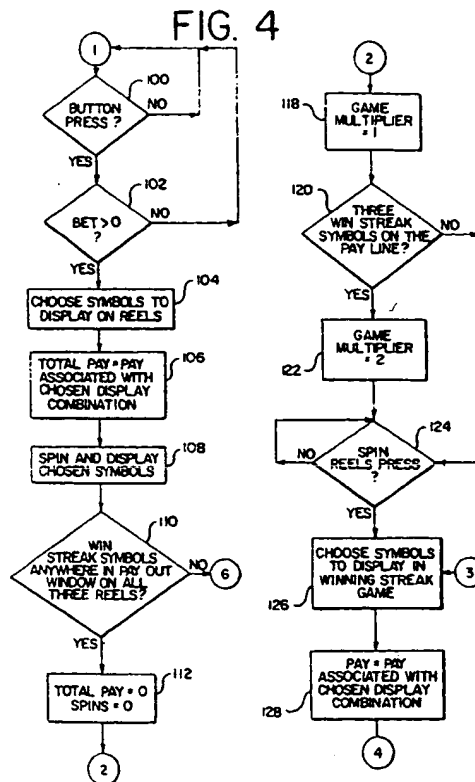 FIG. 4
1
100
BUTTON
PRESS ?
NO
YES
102
BET > 0
?
NO
YES
104
CHOOSE SYMBOLS TO
DISPLAY ON REELS
106
TOTAL PAY = PAY
ASSOCIATED WITH
CHOSEN DISPLAY
COMBINATION
108
SPIN AND DISPLAY
CHOSEN SYMBOLS
110
WIN
STREAK SYMBOLS
ANYWHERE IN PAY OUT
WINDOW ON ALL
THREE REELS?
NO
6
YES
112
TOTAL PAY = 0
SPINS = 0
2
2
118
GAME
MULTIPLIER
= 1
120
THREE
WIN STREAK
SYMBOLS ON THE
PAY LINE?
NO
YES
GAME
MULTIPLIER
= 2
122
124
NO
SPIN
REELS PRESS
?
YES
CHOOSE SYMBOLS
TO DISPLAY IN
WINNING STREAK
GAME
3
126
PAY = PAY
ASSOCIATED WITH
CHOSEN DISPLAY
COMBINATION
128
4